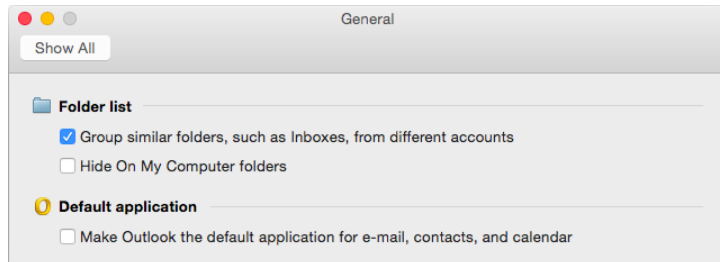 General
Show All
Folder list
Group similar folders, such as Inboxes, from different accounts
Hide On My Computer folders
Default application
Make Outlook the default application for e-mail, contacts, and calendar